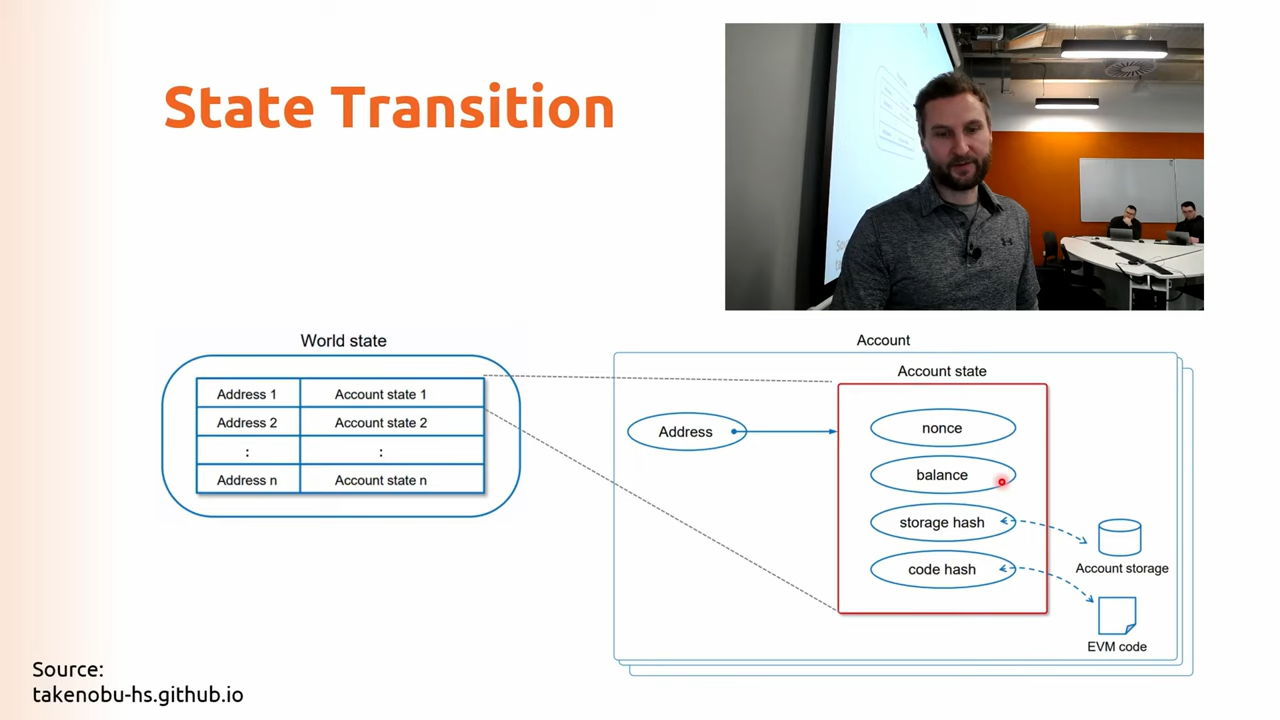 State Transition
World state
Address 1 Account state 1
Address 2 Account state 2
: :
Address n Account state n
Account
Account state
Address
nonce
balance
storage hash
code hash
Account storage
EVM code
Source:
takenobu-hs.github.io